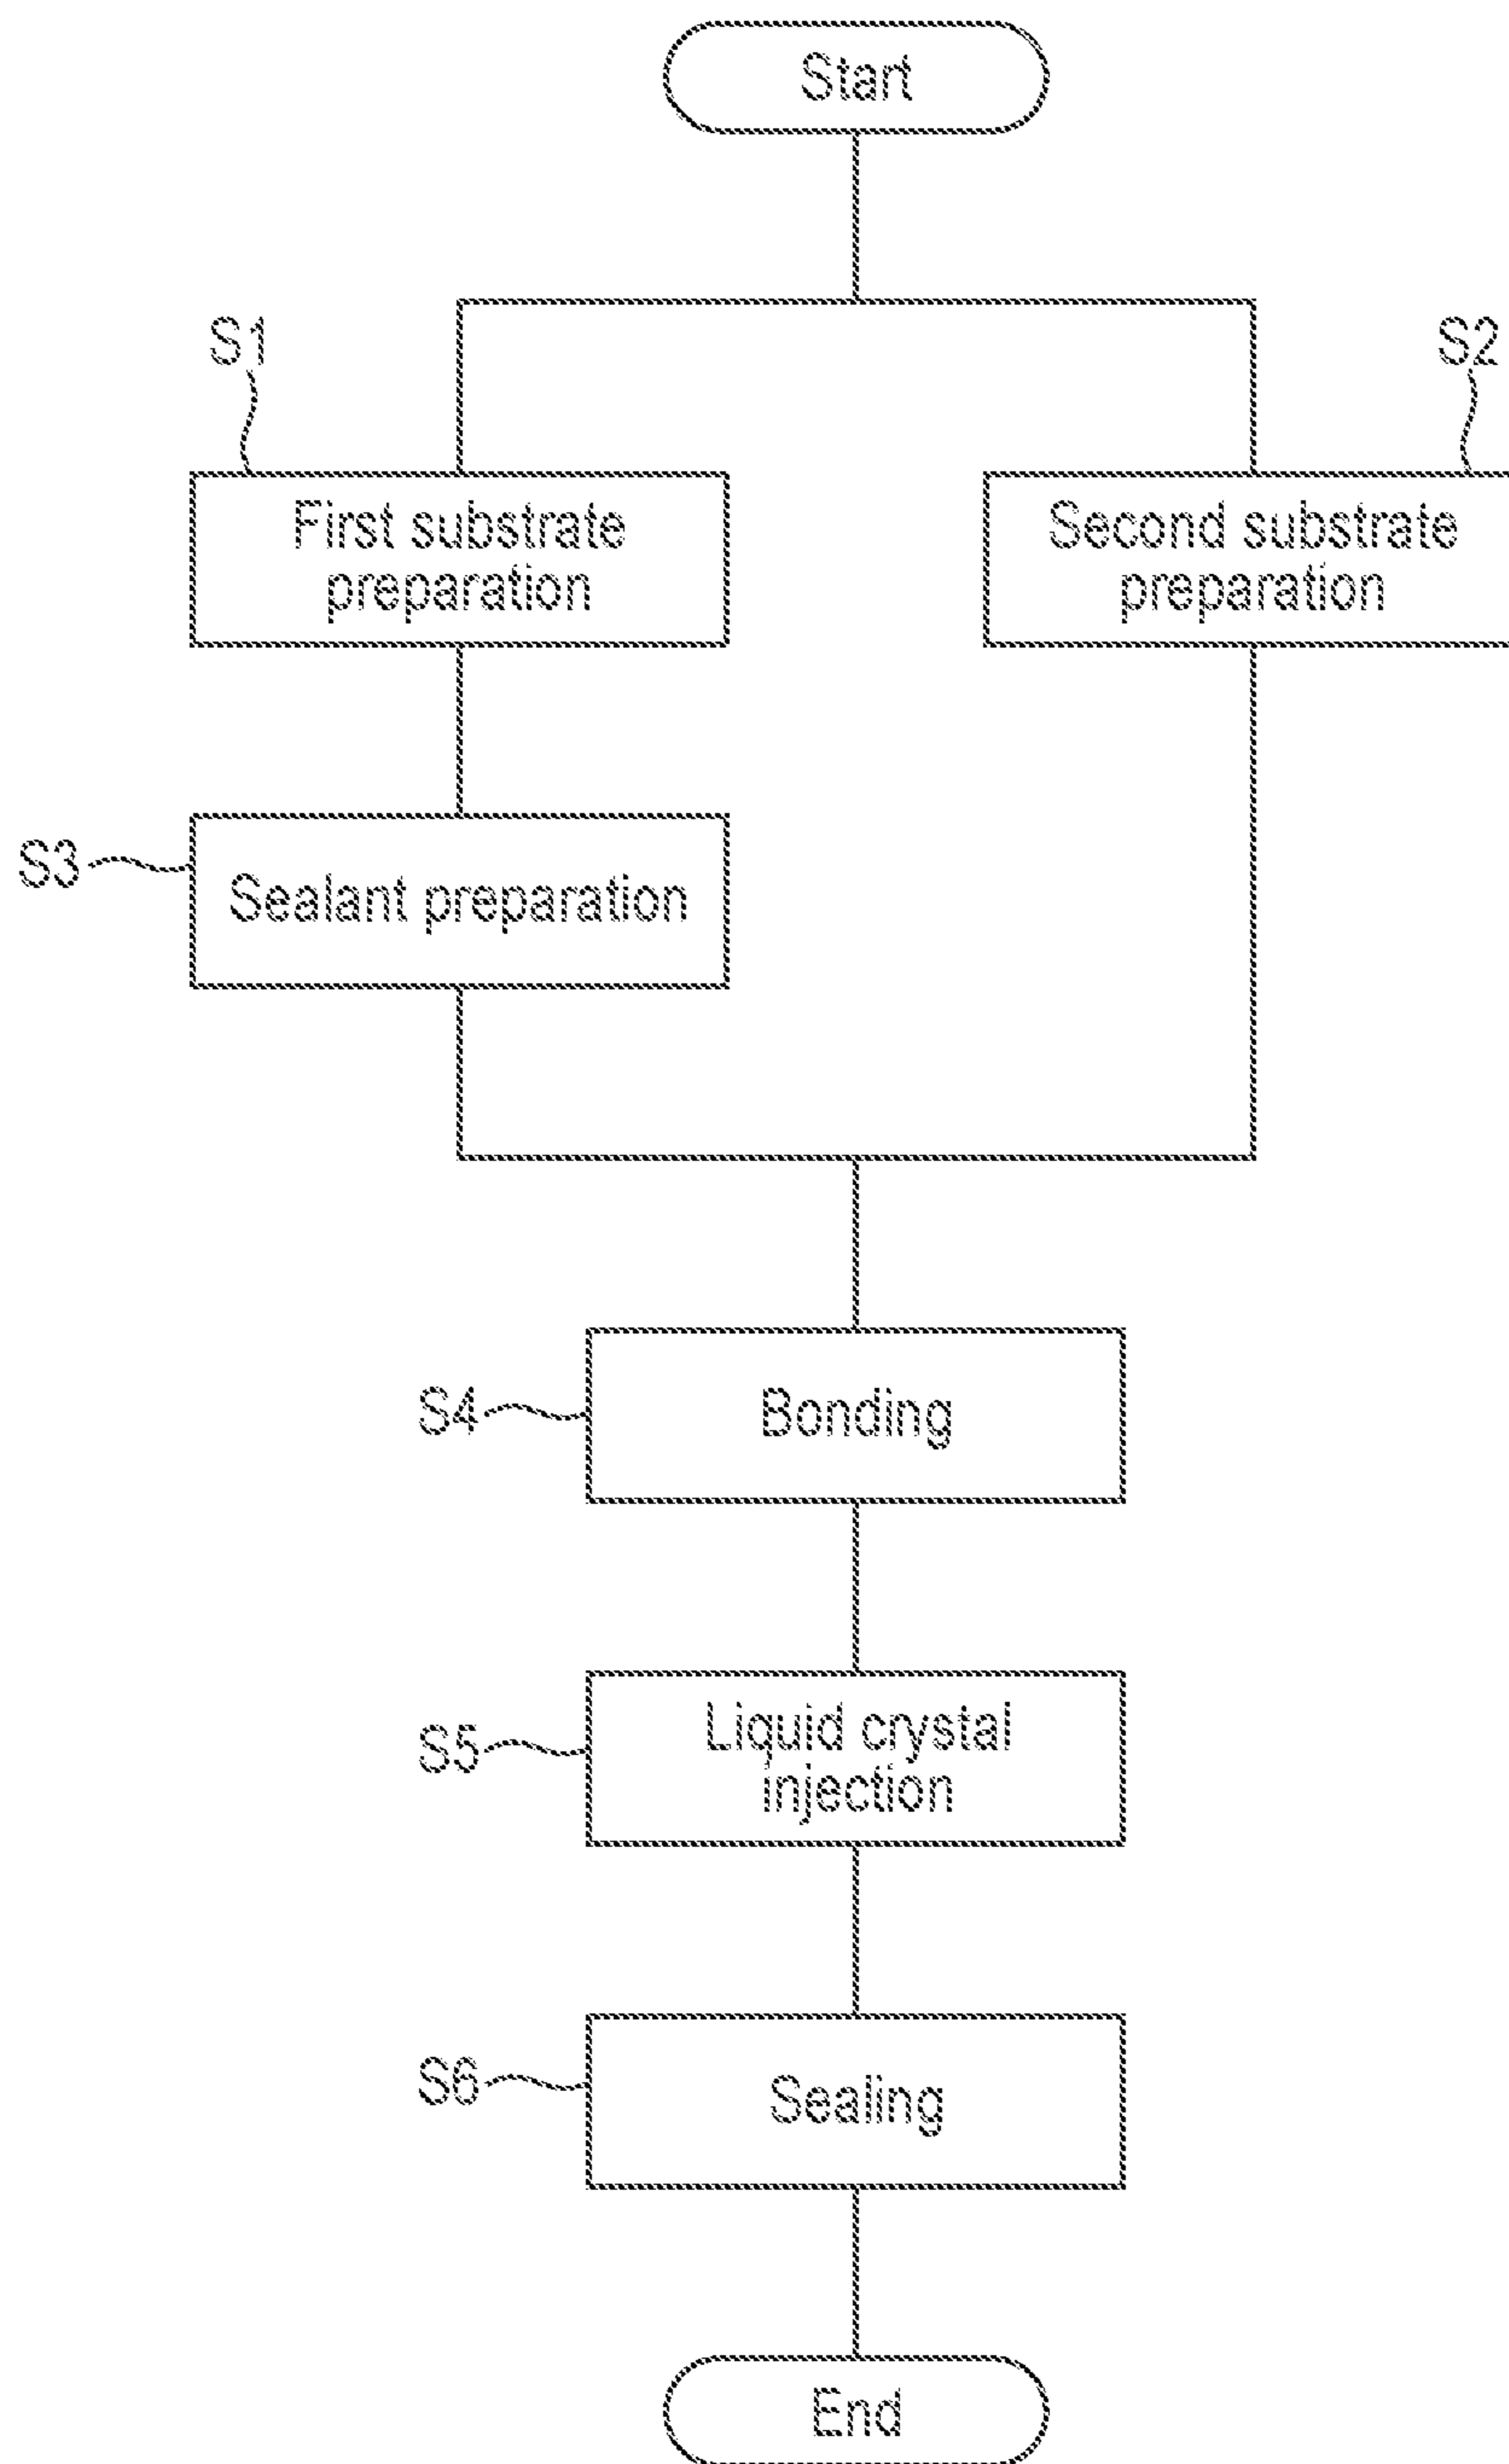 Start
S1
S2
First substrate
preparation
Second substrate
preparation
S3
Sealant preparation
S4
Bonding
S5
Liquid crystal
injection
S6
Sealing
End